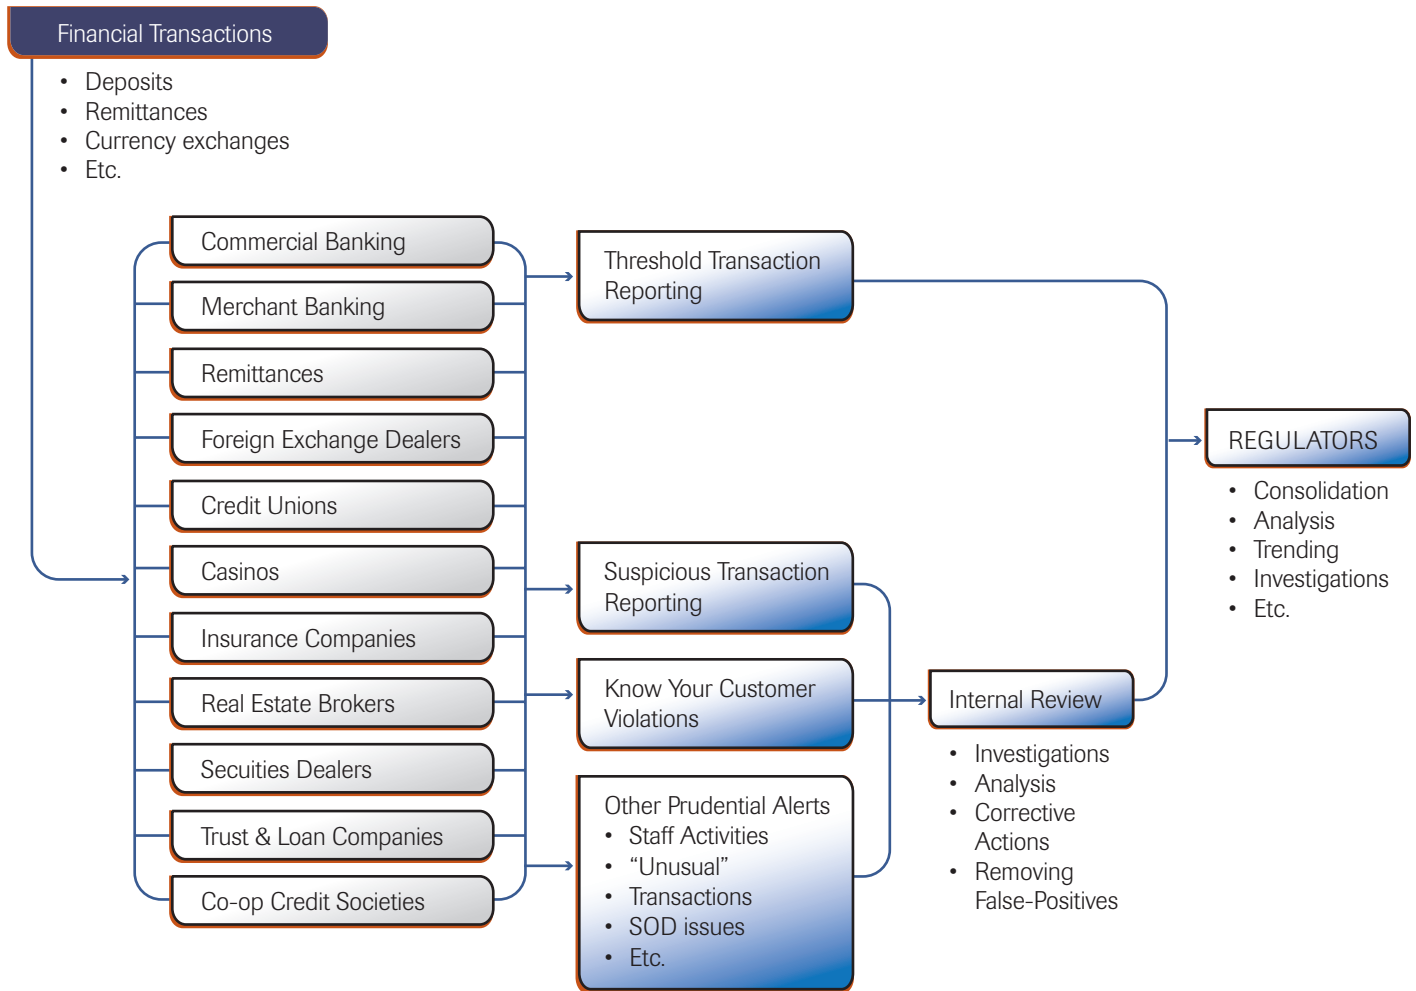 Financial Transactions
• Deposits
• Remittances
• Currency exchanges
• Etc.
Commercial Banking
Merchant Banking
Remittances
Foreign Exchange Dealers
Credit Unions
Casinos
Insurance Companies
Real Estate Brokers
Secuities Dealers
Trust & Loan Companies
Co-op Credit Societies
Threshold Transaction
Reporting
Suspicious Transaction
Reporting
Know Your Customer
Violations
Other Prudential Alerts
• Staff Activities
• “Unusual”
• Transactions
• SOD issues
• Etc.
Internal Review
• Investigations
• Analysis
• Corrective
Actions
• Removing
False-Positives
REGULATORS
• Consolidation
• Analysis
• Trending
• Investigations
• Etc.